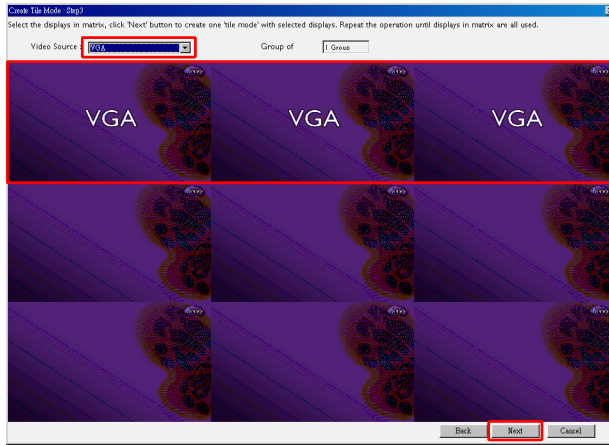 Create Tile Mode : Step3
Select the displays in matrix, click 'Next' button to create one 'tile mode' with selected displays. Repeat the operation until displays in matrix are all used.
Video Source : VGA Group of 1 Group
VGA VGA VGA
Back Next Cancel